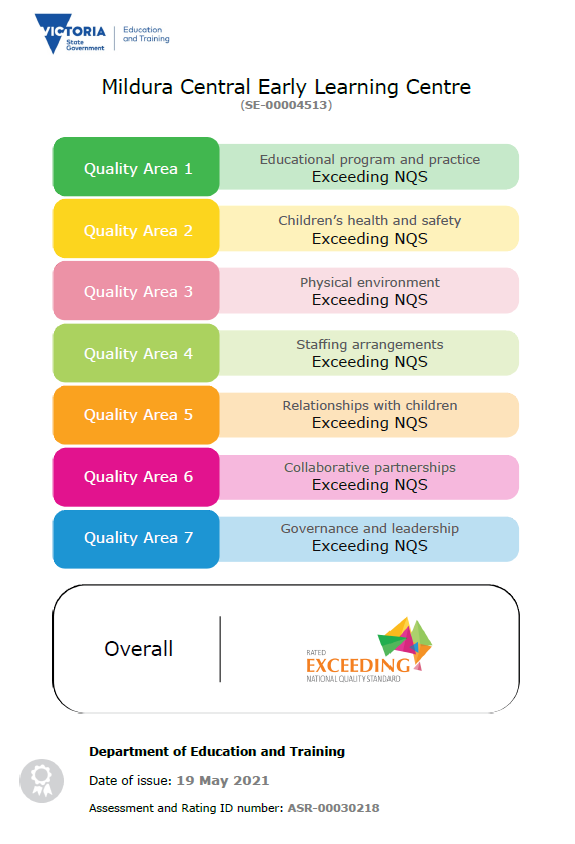 VICTORIA
State
Government
Education
and Training
Mildura Central Early Learning Centre
(SE-00004513)
Quality Area 1
Educational program and practice
Exceeding NQS
Quality Area 2
Children’s health and safety
Exceeding NQS
Quality Area 3
Physical environment
Exceeding NQS
Quality Area 4
Staffing arrangements
Exceeding NQS
Quality Area 5
Relationships with children
Exceeding NQS
Quality Area 6
Collaborative partnerships
Exceeding NQS
Quality Area 7
Governance and leadership
Exceeding NQS
Overall
RATED
EXCEEDING
NATIONAL QUALITY STANDARD
Department of Education and Training
Date of issue: 19 May 2021
Assessment and Rating ID number: ASR-00030218